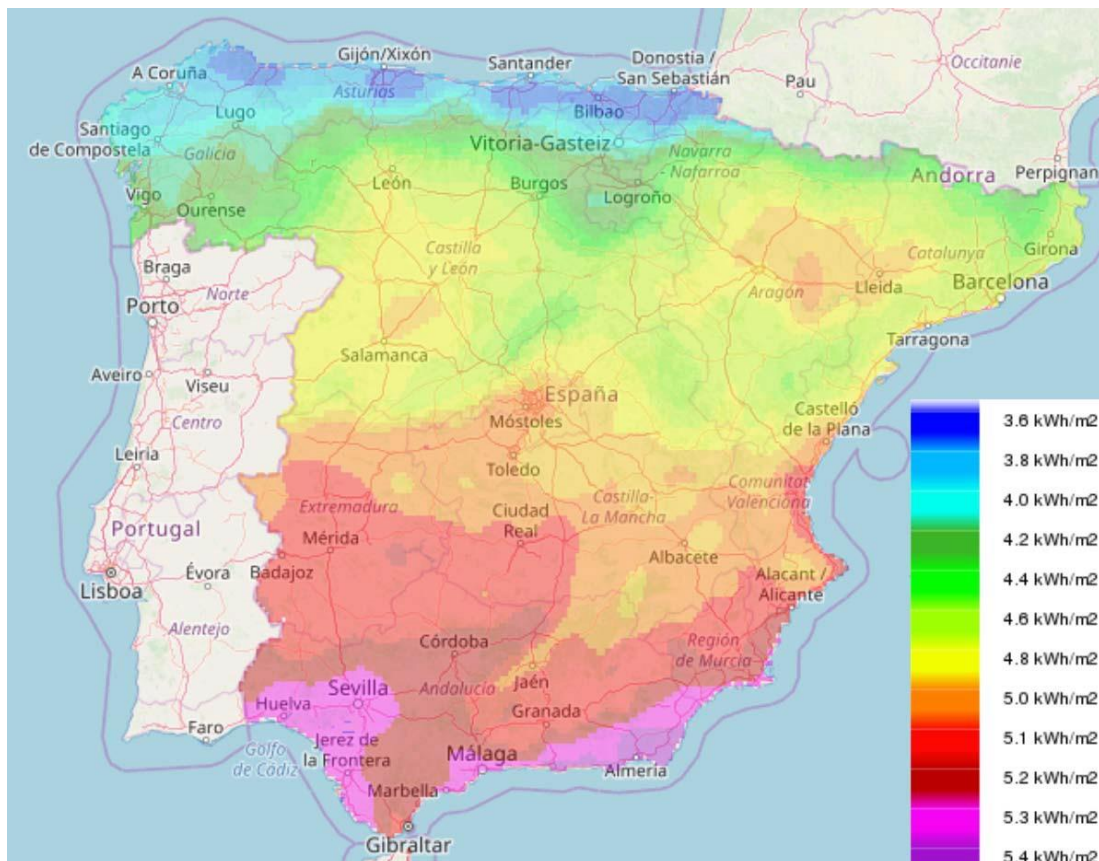 Gijón/Xixón
Santander
Donostia /
San Sebastián
A Coruña
Asturias
Bilbao
Pau
Occitanie
Lugo
Santiago
de Compostela
Galicia
Vitoria-Gasteiz
Navarra
- Nafarroa
Andorra
Perpignan
León
Burgos
Logroño
Vigo
Ourense
Girona
Braga
Castilla
y León
Catalunya
Norte
Porto
Aragón
Lleida
Barcelona
Tarragona
Salamanca
Aveiro
Viseu
España
Móstoles
Centro
Castelló
de la Plana
Leiria
Toledo
Extremadura
Castilla-
La Mancha
Comunitat
Valenciana
Ciudad
Real
Portugal
Mérida
Albacete
Lisboa
Évora
Badajoz
Alacant /
Alicante
Alentejo
Córdoba
Región
de Murcia
Sevilla
Andalucía
Jaén
Huelva
Granada
Faro
Golfo
de Cádiz
Jerez de
la Frontera
Málaga
Almería
Marbella
Gibraltar
3.6 kWh/m2
3.8 kWh/m2
4.0 kWh/m2
4.2 kWh/m2
4.4 kWh/m2
4.6 kWh/m2
4.8 kWh/m2
5.0 kWh/m2
5.1 kWh/m2
5.2 kWh/m2
5.3 kWh/m2
5.4 kWh/m2